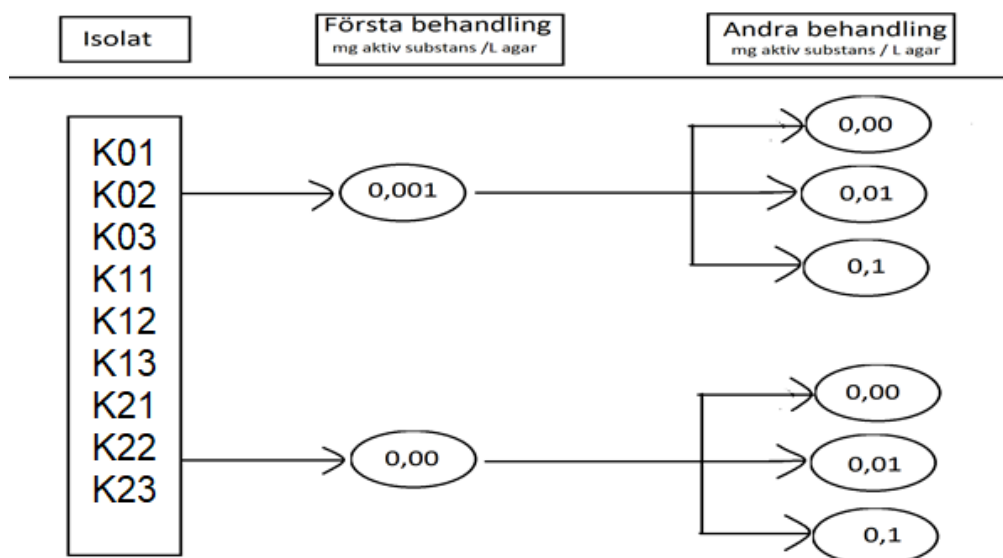 Isolat
Första behandling
mg aktiv substans /L agar
Andra behandling
mg aktiv substans / L agar
K01
K02
K03
K11
K12
K13
K21
K22
K23
0,001
0,00
0,01
0,1
0,00
0,00
0,01
0,1